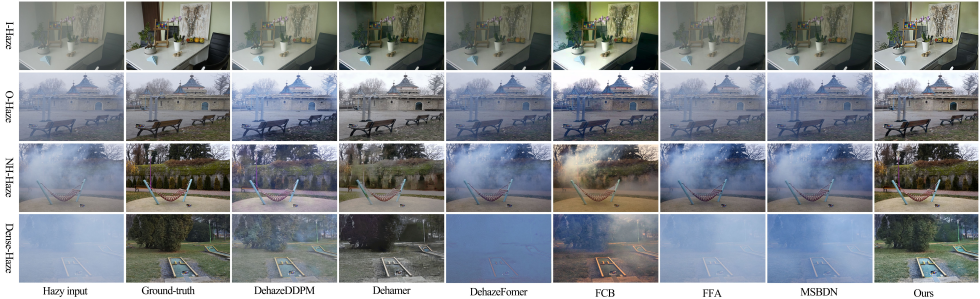 I-Haze
O-Haze
NH-Haze
Dense-Haze
Hazy input Ground-truth DehazeDDPM Dehamer DehazeFomer FCB FFA MSBDN Ours